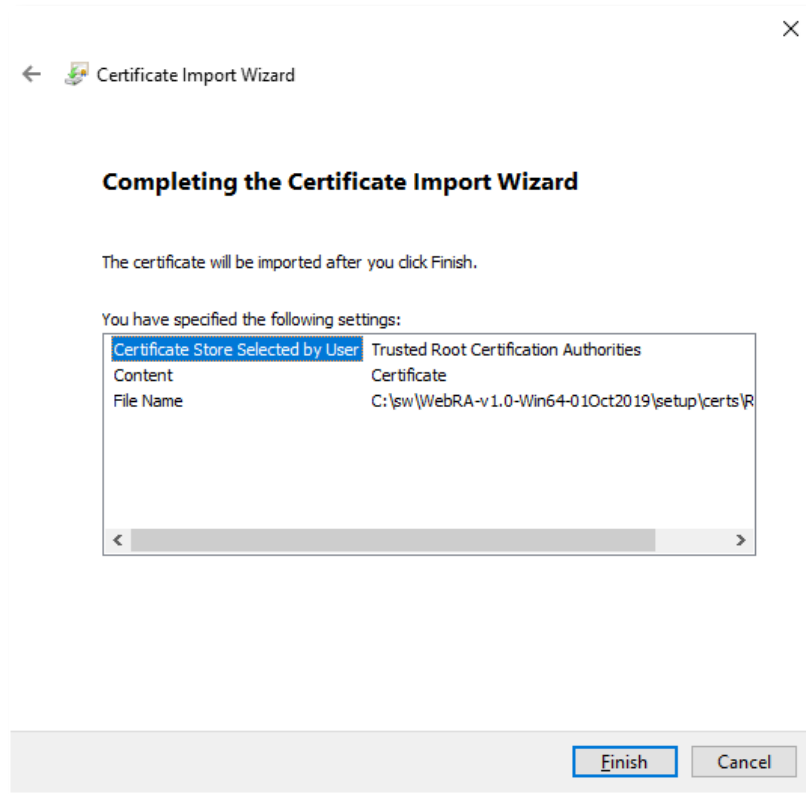 Certificate Import Wizard
Completing the Certificate Import Wizard
The certificate will be imported after you click Finish.
You have specified the following settings:
Certificate Store Selected by User Trusted Root Certification Authorities
Content Certificate
File Name C:\sw\WebRA-v1.0-Win64-01Oct2019\setup\certs\R
Finish Cancel